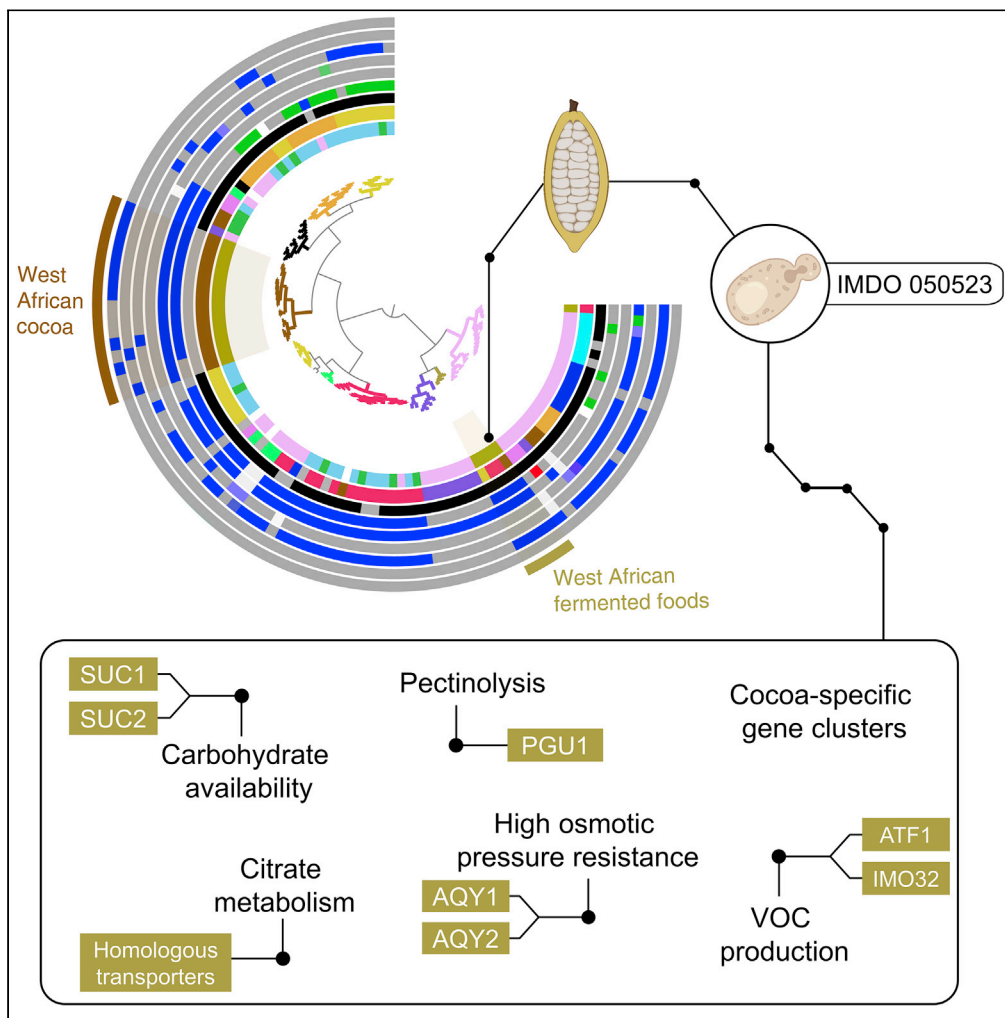 West
African
cocoa
IMDO 050523
West African
fermented foods
SUC1
SUC2
Carbohydrate
availability
Pectinolysis
PGU1
Cocoa-specific
gene clusters
Citrate
metabolism
Homologous
transporters
High osmotic
pressure resistance
AQY1
AQY2
ATF1
IMO32
VOC
production